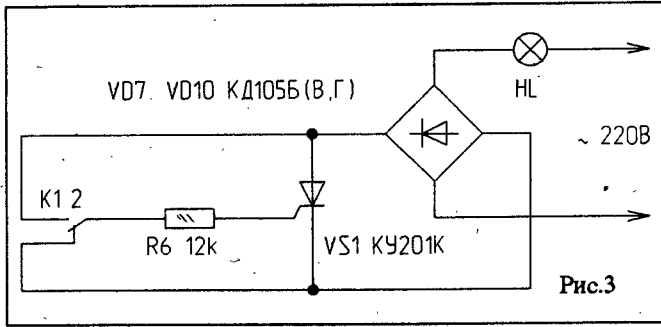 VD7. VD10 КД105Б(В,Г)
HL
~ 220В
К1 2
R6 12k
VS1 КУ201К
Рис.3